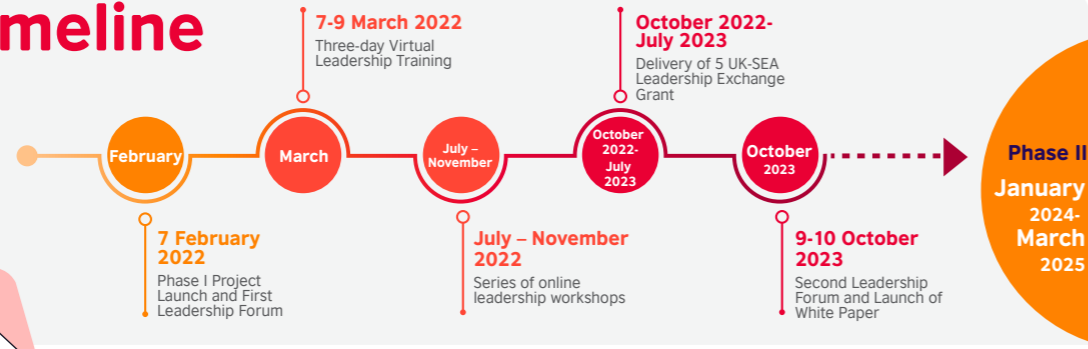 meline
7-9 March 2022
Three-day Virtual
Leadership Training
October 2022-
July 2023
Delivery of 5 UK-SEA
Leadership Exchange
Grant
February
March
July –
November
October
2022-
July
2023
October
2023
Phase II
January
2024-
March
2025
7 February
2022
Phase I Project
Launch and First
Leadership Forum
July – November
2022
Series of online
leadership workshops
9-10 October
2023
Second Leadership
Forum and Launch of
White Paper